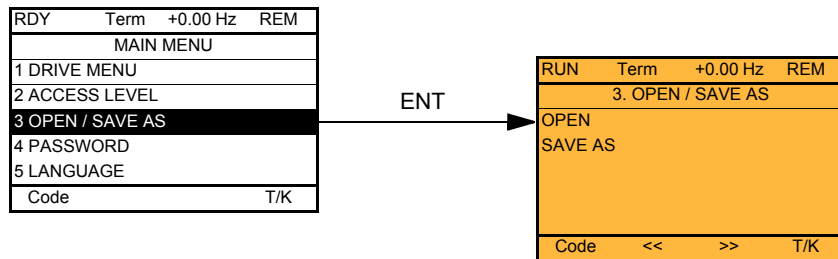 RDY Term +0.00 Hz REM
MAIN MENU
1 DRIVE MENU
2 ACCESS LEVEL
3 OPEN / SAVE AS
4 PASSWORD
5 LANGUAGE
Code T/K
ENT
RUN Term +0.00 Hz REM
3. OPEN / SAVE AS
OPEN
SAVE AS
Code << >> T/K